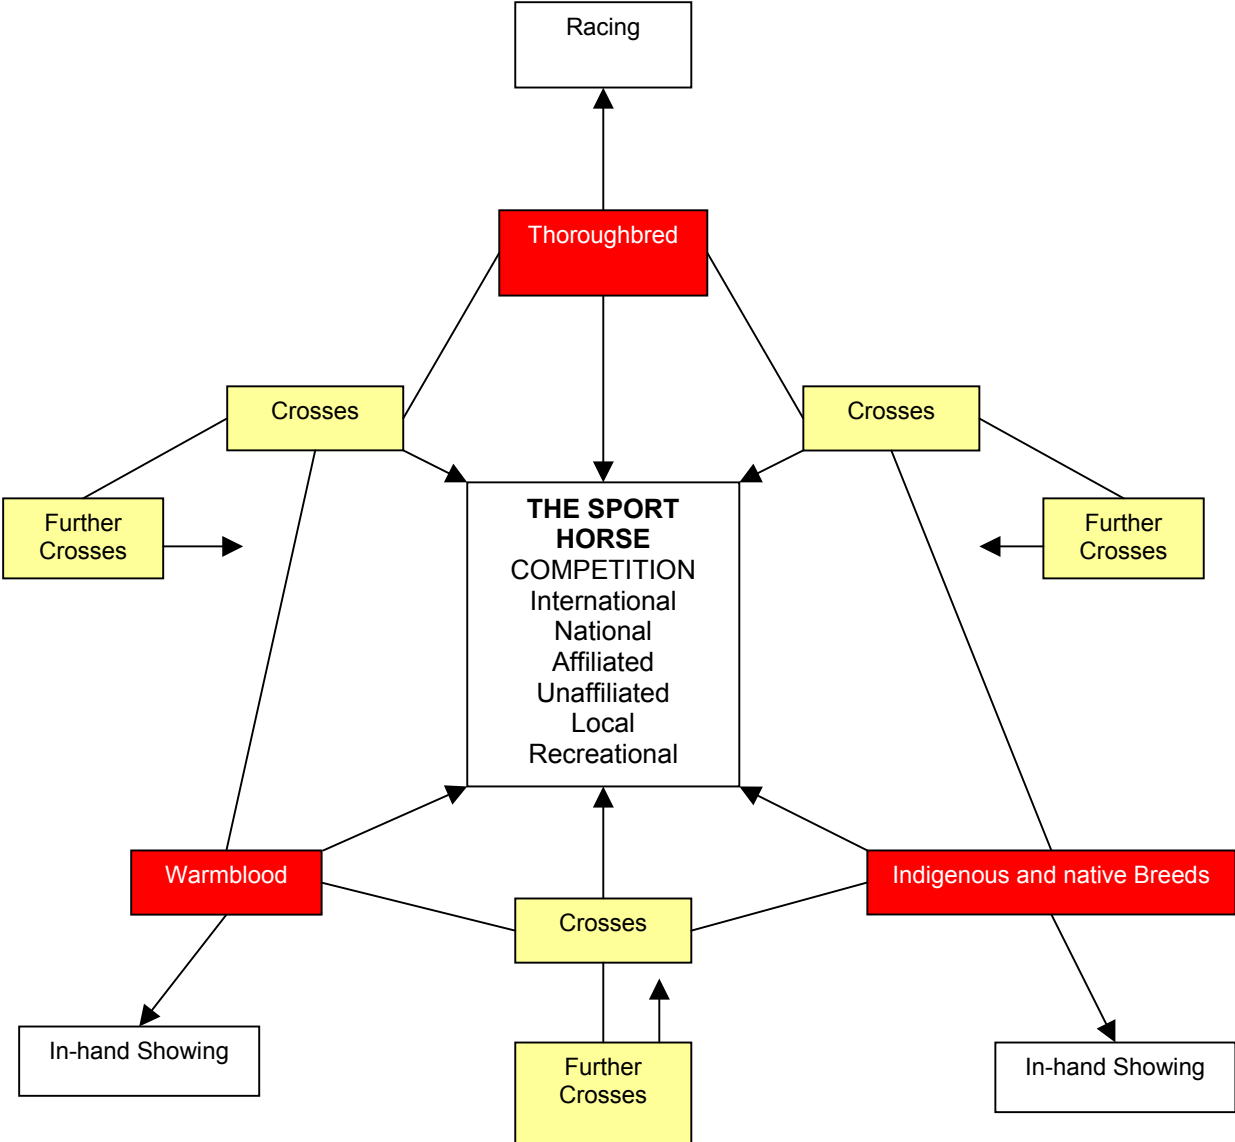 Racing
Thoroughbred
Crosses
Crosses
Further
Crosses
THE SPORT
HORSE
COMPETITION
International
National
Affiliated
Unaffiliated
Local
Recreational
Further
Crosses
Warmblood
Indigenous and native Breeds
Crosses
In-hand Showing
Further
Crosses
In-hand Showing